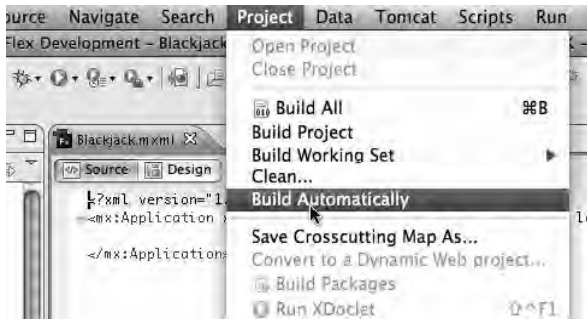 ource Navigate Search Project Data Tomcat Scripts Run
Flex Development – Blackjack
Open Project
Close Project
Build All ⌘B
Build Project
Build Working Set
Clean...
Build Automatically
Save Crosscutting Map As...
Convert to a Dynamic Web project...
Build Packages
Run XDoclet ⇧^F1
Blackjack.mxml
Source Design
<?xml version="1.
<mx:Application
</mx:Application